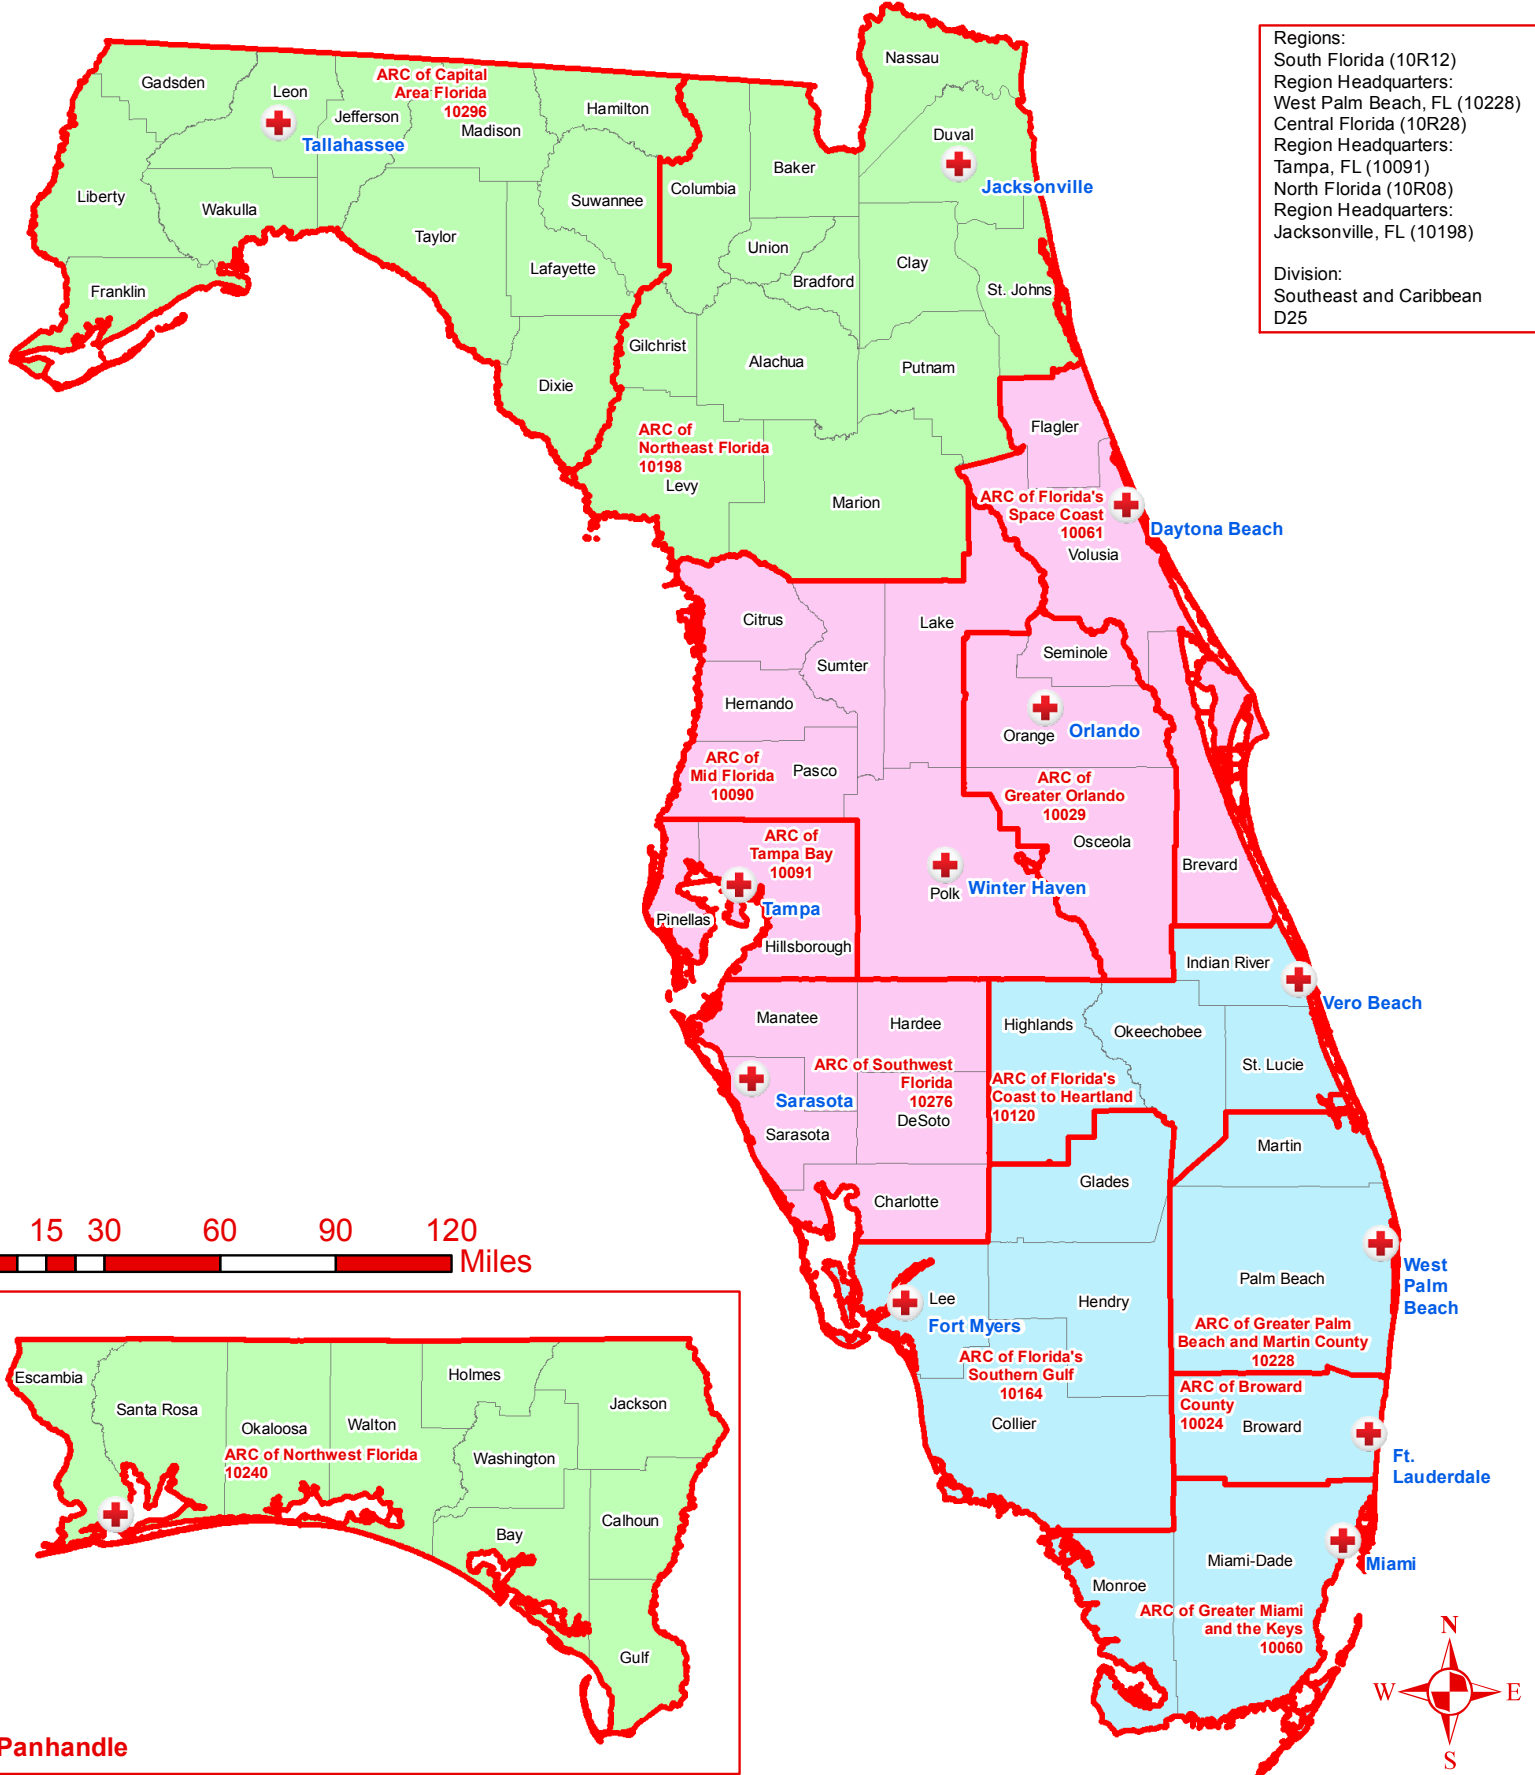 Nassau
Gadsden
Leon
ARC of Capital
Area Florida
10296
Jefferson
Madison
Hamilton
Tallahassee
Duval
Jacksonville
Baker
Columbia
Liberty
Wakulla
Suwannee
Taylor
Union
Lafayette
Bradford
Clay
St. Johns
Franklin
Gilchrist
Alachua
Putnam
Dixie
Flagler
ARC of
Northeast Florida
10198
Levy
Marion
ARC of Florida's
Space Coast
10061
Daytona Beach
Volusia
Citrus
Lake
Sumter
Seminole
Hernando
Orange
Orlando
ARC of
Mid Florida
10090
Pasco
ARC of
Greater Orlando
10029
Osceola
ARC of
Tampa Bay
10091
Brevard
Polk
Winter Haven
Tampa
Pinellas
Hillsborough
Indian River
Vero Beach
Manatee
Hardee
Highlands
Okeechobee
St. Lucie
ARC of Southwest
Florida
10276
DeSoto
ARC of Florida's
Coast to Heartland
10120
Sarasota
Sarasota
Martin
Glades
Charlotte
West
Palm
Beach
Palm Beach
Lee
Fort Myers
Hendry
ARC of Greater Palm
Beach and Martin County
10228
ARC of Florida's
Southern Gulf
10164
Collier
ARC of Broward
County
10024
Broward
Ft.
Lauderdale
Miami-Dade
Miami
Monroe
ARC of Greater Miami
and the Keys
10060
Regions:
South Florida (10R12)
Region Headquarters:
West Palm Beach, FL (10228)
Central Florida (10R28)
Region Headquarters:
Tampa, FL (10091)
North Florida (10R08)
Region Headquarters:
Jacksonville, FL (10198)
Division:
Southeast and Caribbean
D25
15 30 60 90 120
Miles
Escambia
Santa Rosa
Okaloosa
Walton
Holmes
Jackson
Washington
ARC of Northwest Florida
10240
Bay
Calhoun
Gulf
Panhandle
N
W E
S